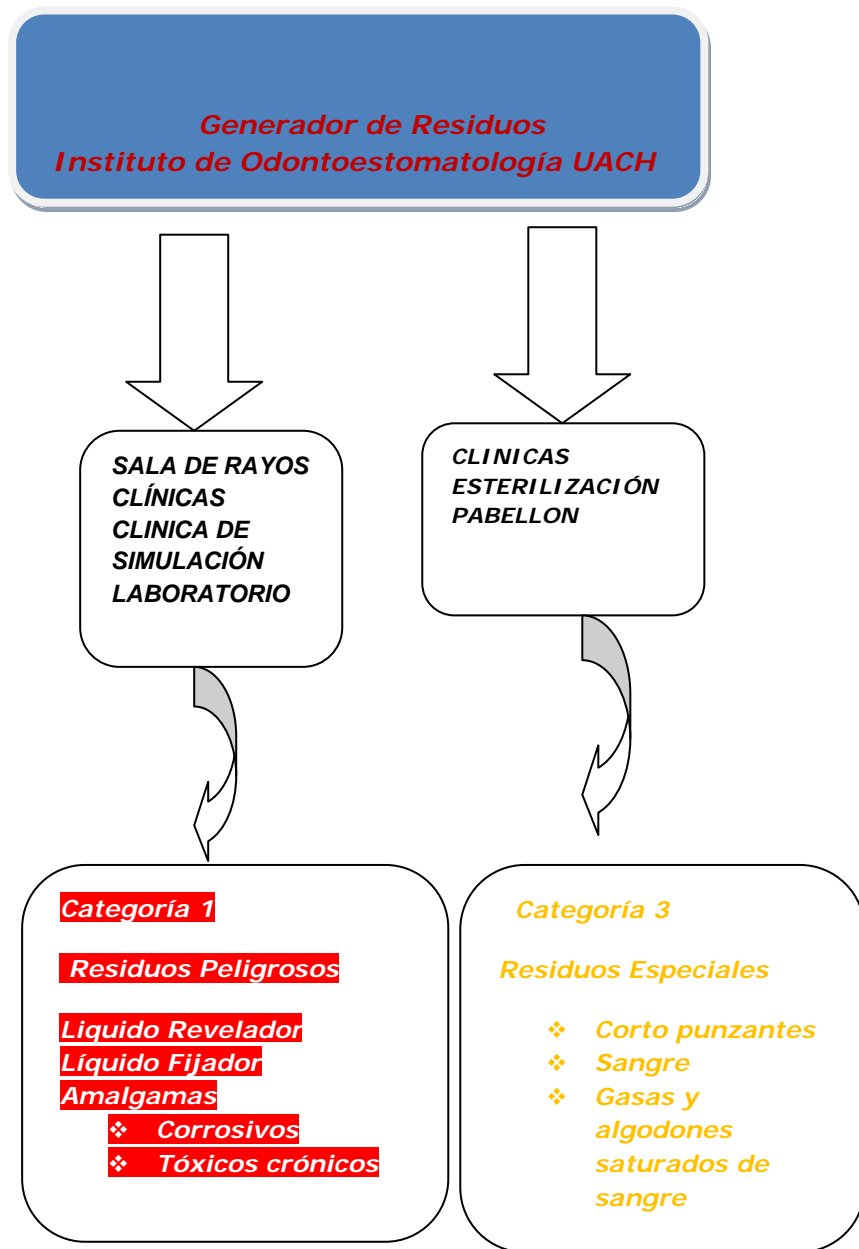 Generador de Residuos
Instituto de Odontoestomatología UACH
SALA DE RAYOS
CLÍNICAS
CLINICA DE
SIMULACIÓN
LABORATORIO
CLINICAS
ESTERILIZACIÓN
PABELLON
Categoría 1
Residuos Peligrosos
Liquido Revelador
Líquido Fijador
Amalgamas
❖ Corrosivos
❖ Tóxicos crónicos
Categoría 3
Residuos Especiales
❖ Corto punzantes
❖ Sangre
❖ Gasas y
algodones
saturados de
sangre